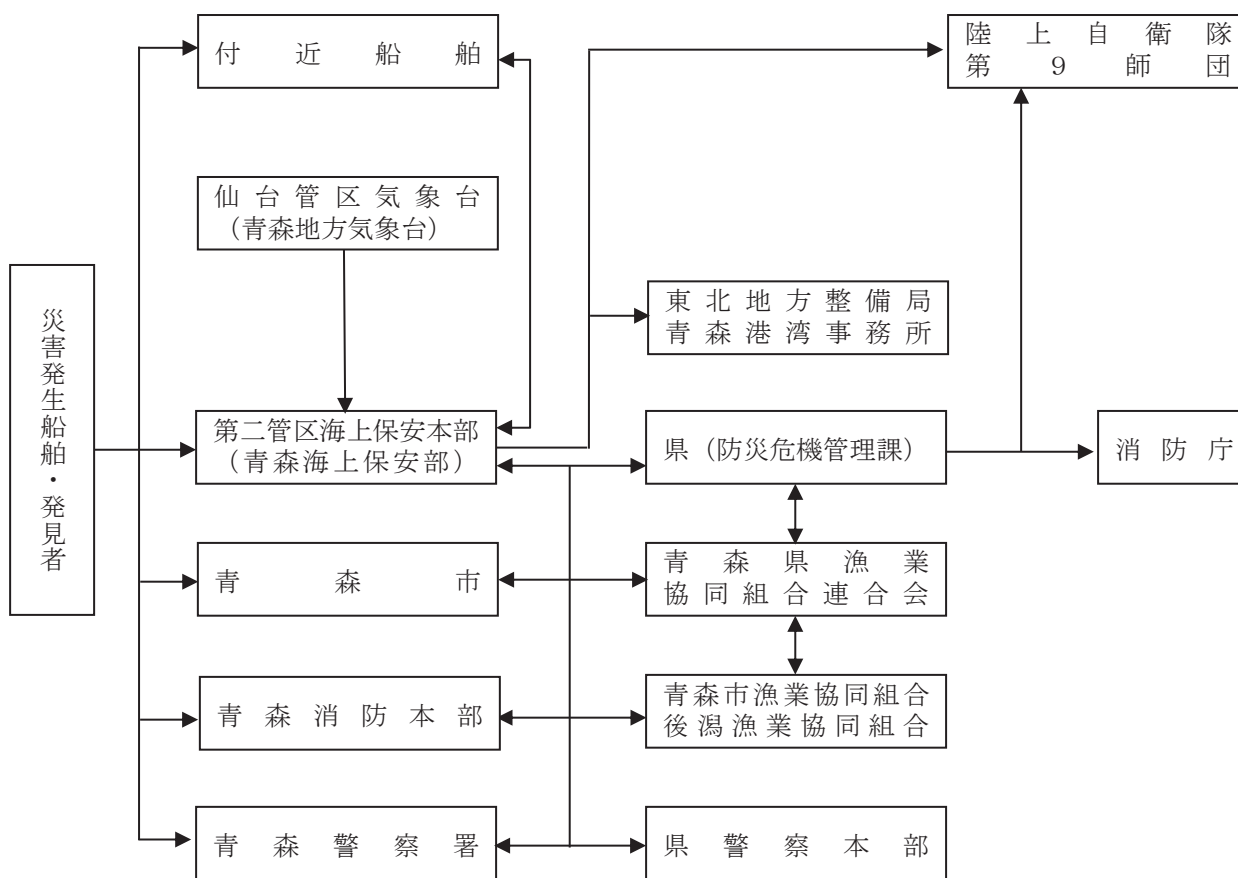 付近船舶
陸上自衛隊
第9師団
仙台管区気象台
（青森地方気象台）
災害発生船舶・発見者
東北地方整備局
青森港湾事務所
第二管区海上保安本部
（青森海上保安部）
県（防災危機管理課）
消防庁
青森市
青森県漁業
協同組合連合会
青森消防本部
青森市漁業協同組合
後潟漁業協同組合
青森警察署
県警察本部